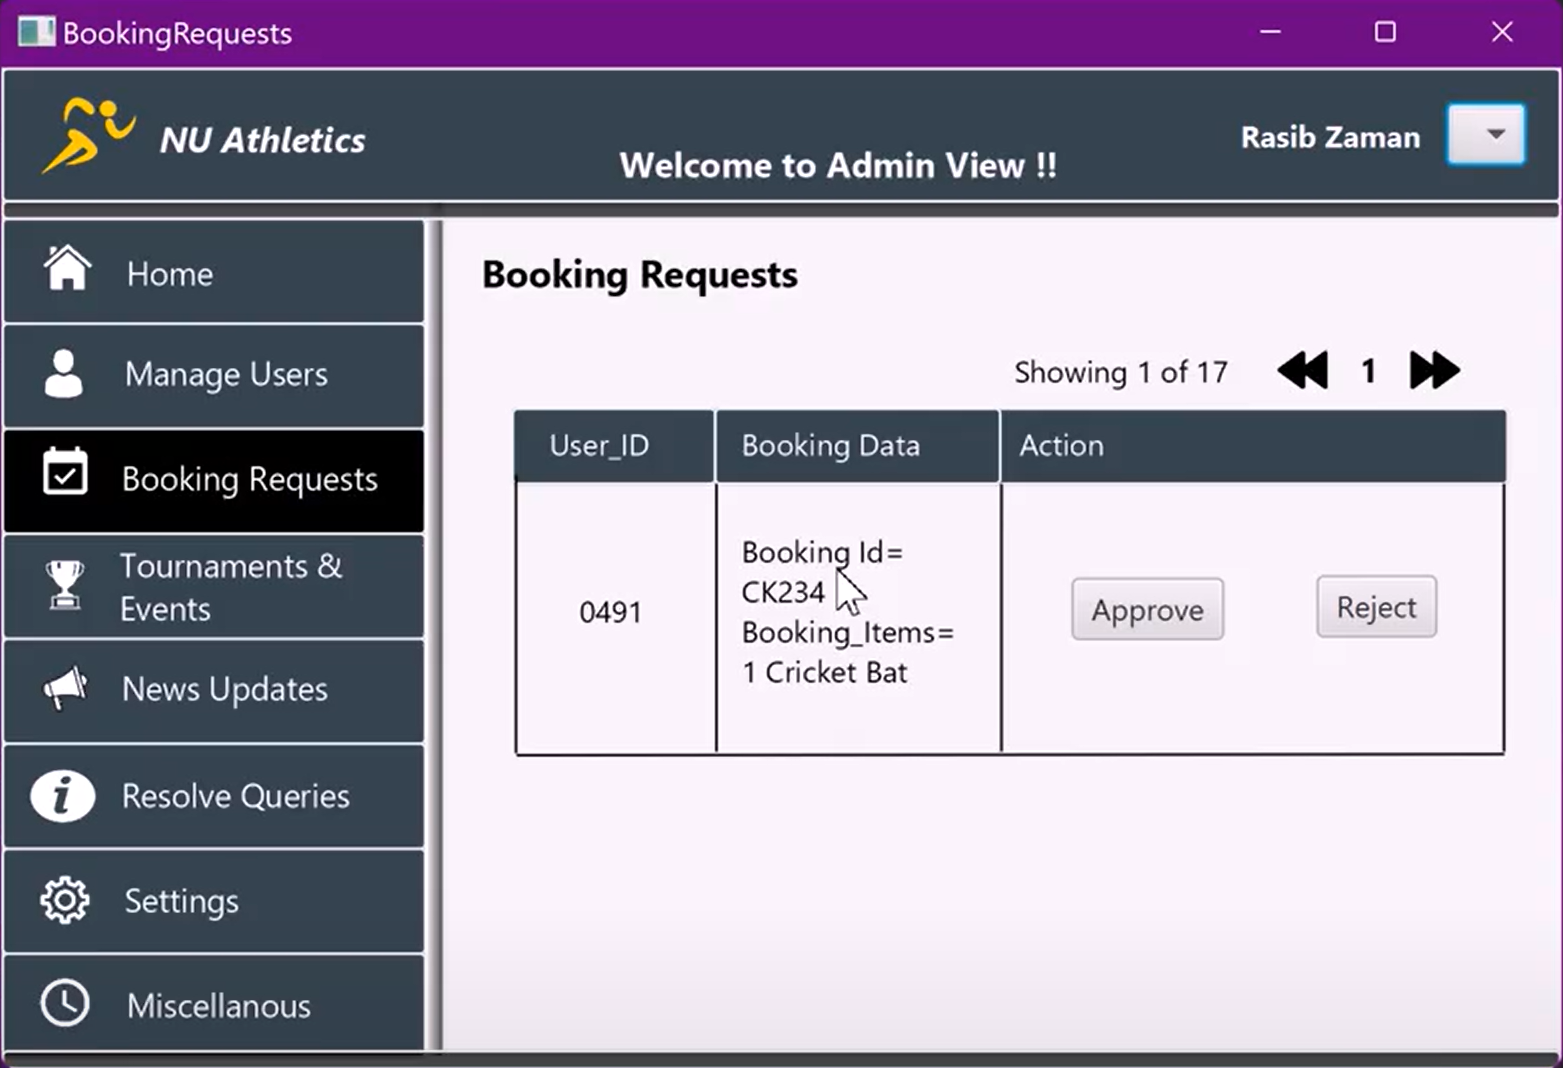 BookingRequests
NU Athletics
Welcome to Admin View !!
Rasib Zaman
Home
Manage Users
Booking Requests
Tournaments &
Events
News Updates
Resolve Queries
Settings
Miscellanous
Booking Requests
Showing 1 of 17
1
User_ID
Booking Data
Action
0491
Booking Id=
CK234
Booking_Items=
1 Cricket Bat
Approve
Reject